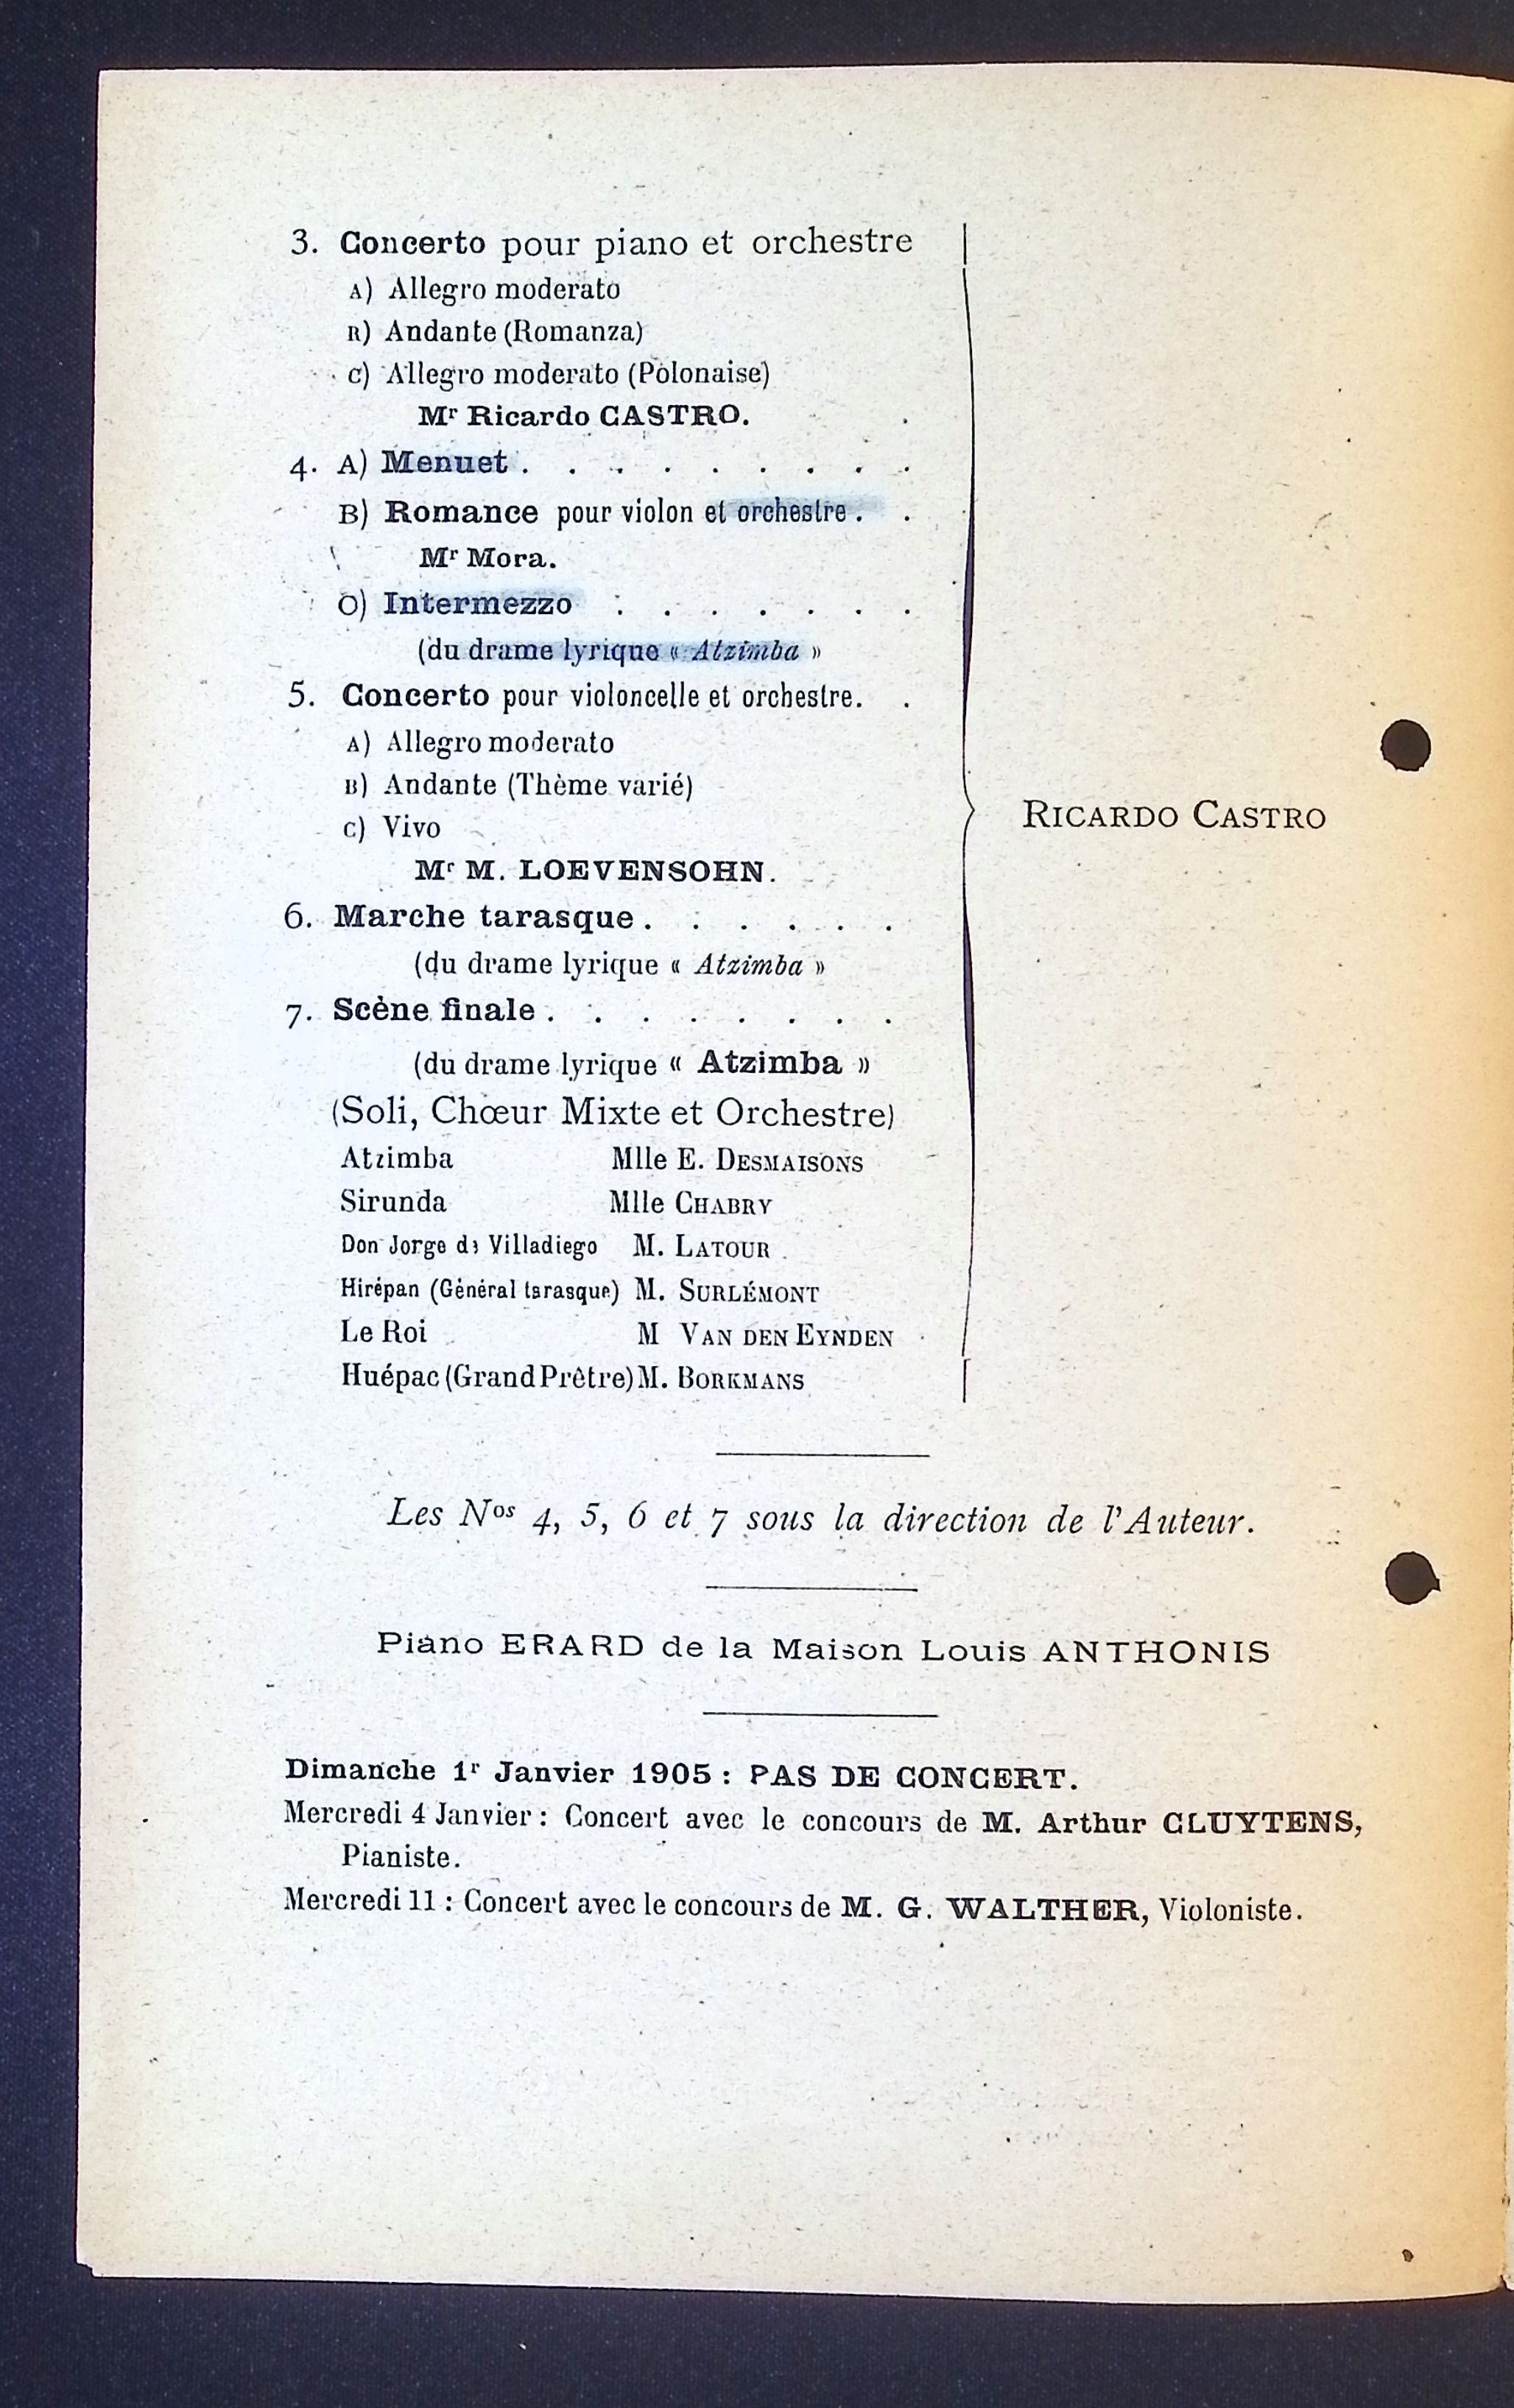 3. Concerto pour piano et orchestre
A) Allegro moderato
B) Andante (Romanza)
C) Allegro moderato (Polonaise)
Mr Ricardo CASTRO.
4. A) Menuet . . . . . . . . .
B) Romance pour violon et orchestre . .
Mr Mora.
C) Intermezzo . . . . . . .
(du drame lyrique « Atzimba »
5. Concerto pour violoncelle et orchestre. .
A) Allegro moderato
B) Andante (Thème varié)
C) Vivo
RICARDO CASTRO
Mr M. LOEVENSOHN.
6. Marche tarasque . . . . . .
(du drame lyrique « Atzimba »
7. Scène finale . . . . . . . .
(du drame lyrique « Atzimba »
(Soli, Chœur Mixte et Orchestre)
Atzimba Mlle E. DESMAISONS
Sirunda Mlle CHABRY
Don Jorge de Villadiego M. LATOUR
Hirépan (Général tarasque) M. SURLÉMONT
Le Roi M VAN DEN EYNDEN
Huépac (Grand Prêtre) M. BORKMANS
Les Nos 4, 5, 6 et 7 sous la direction de l'Auteur.
Piano ERARD de la Maison Louis ANTHONIS
Dimanche 1r Janvier 1905 : PAS DE CONCERT.
Mercredi 4 Janvier : Concert avec le concours de M. Arthur CLUYTENS,
Pianiste.
Mercredi 11 : Concert avec le concours de M. G. WALTHER, Violoniste.